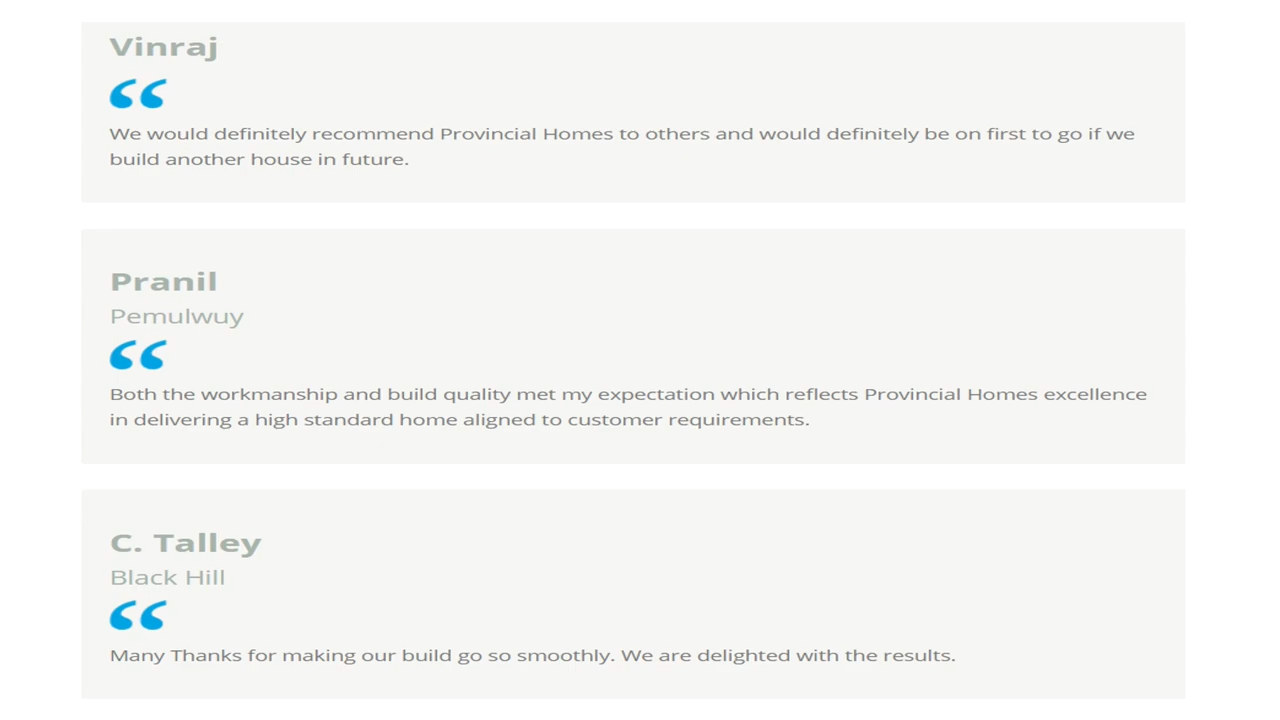 Vinraj
“
We would definitely recommend Provincial Homes to others and would definitely be on first to go if we
build another house in future.
Pranil
Pemulwuy
“
Both the workmanship and build quality met my expectation which reflects Provincial Homes excellence
in delivering a high standard home aligned to customer requirements.
C. Talley
Black Hill
“
Many Thanks for making our build go so smoothly. We are delighted with the results.